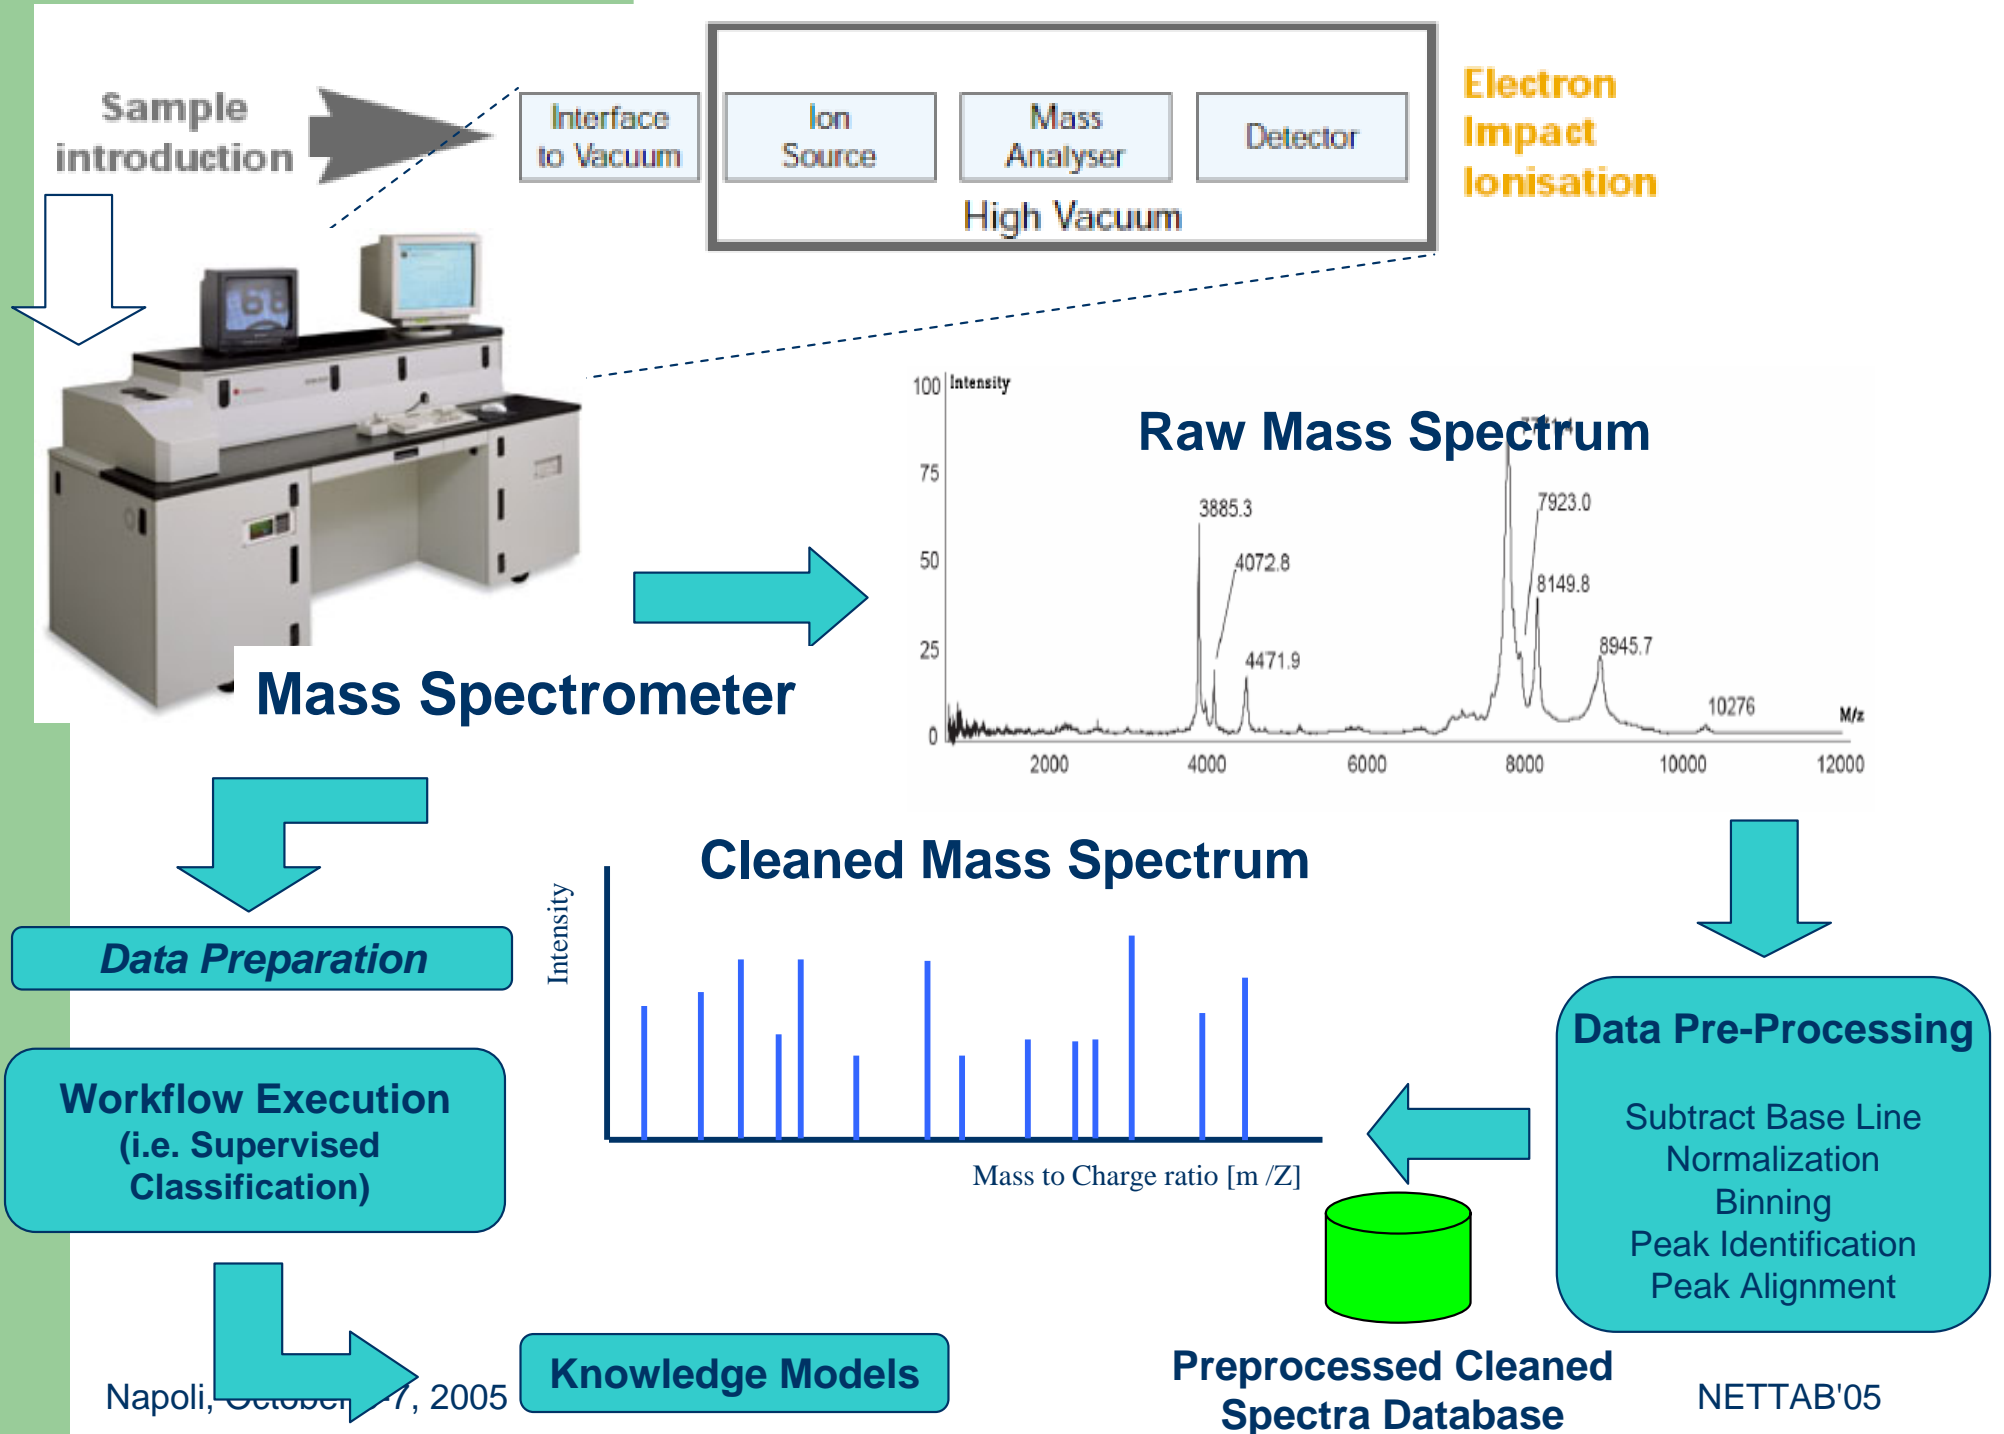 Sample
introduction
Interface
to Vacuum
Ion
Source
Mass
Analyser
Detector
High Vacuum
Electron
Impact
Ionisation
Mass Spectrometer
Raw Mass Spectrum
100
Intensity
75
50
25
0
3885.3
4072.8
4471.9
7923.0
8149.8
8945.7
10276
M/z
2000
4000
6000
8000
10000
12000
Cleaned Mass Spectrum
Intensity
Mass to Charge ratio [m /Z]
Data Preparation
Workflow Execution
(i.e. Supervised
Classification)
Knowledge Models
Data Pre-Processing
Subtract Base Line
Normalization
Binning
Peak Identification
Peak Alignment
Preprocessed Cleaned
Spectra Database
Napoli, October -7, 2005
NETTAB'05